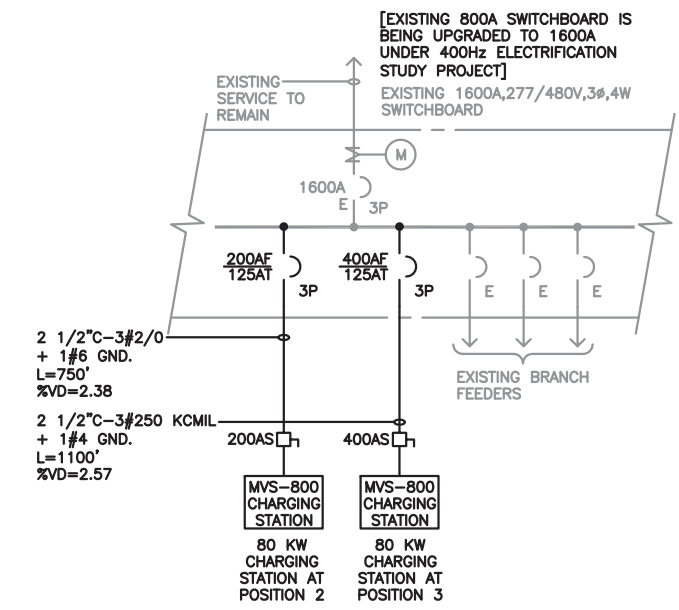 [EXISTING 800A SWITCHBOARD IS
BEING UPGRADED TO 1600A
UNDER 400Hz ELECTRIFICATION
STUDY PROJECT]
EXISTING 1600A,277/480V,3ø,4W
SWITCHBOARD
EXISTING
SERVICE TO
REMAIN
M
1600A
E
3P
200AF
125AT
3P
400AF
125AT
3P
E
E
E
2 1/2"C-3#2/0
+ 1#6 GND.
L=750'
%VD=2.38
EXISTING BRANCH
FEEDERS
2 1/2"C-3#250 KCMIL
+ 1#4 GND.
L=1100'
%VD=2.57
200AS
400AS
MVS-800
CHARGING
STATION
MVS-800
CHARGING
STATION
80 KW
CHARGING
STATION AT
POSITION 2
80 KW
CHARGING
STATION AT
POSITION 3